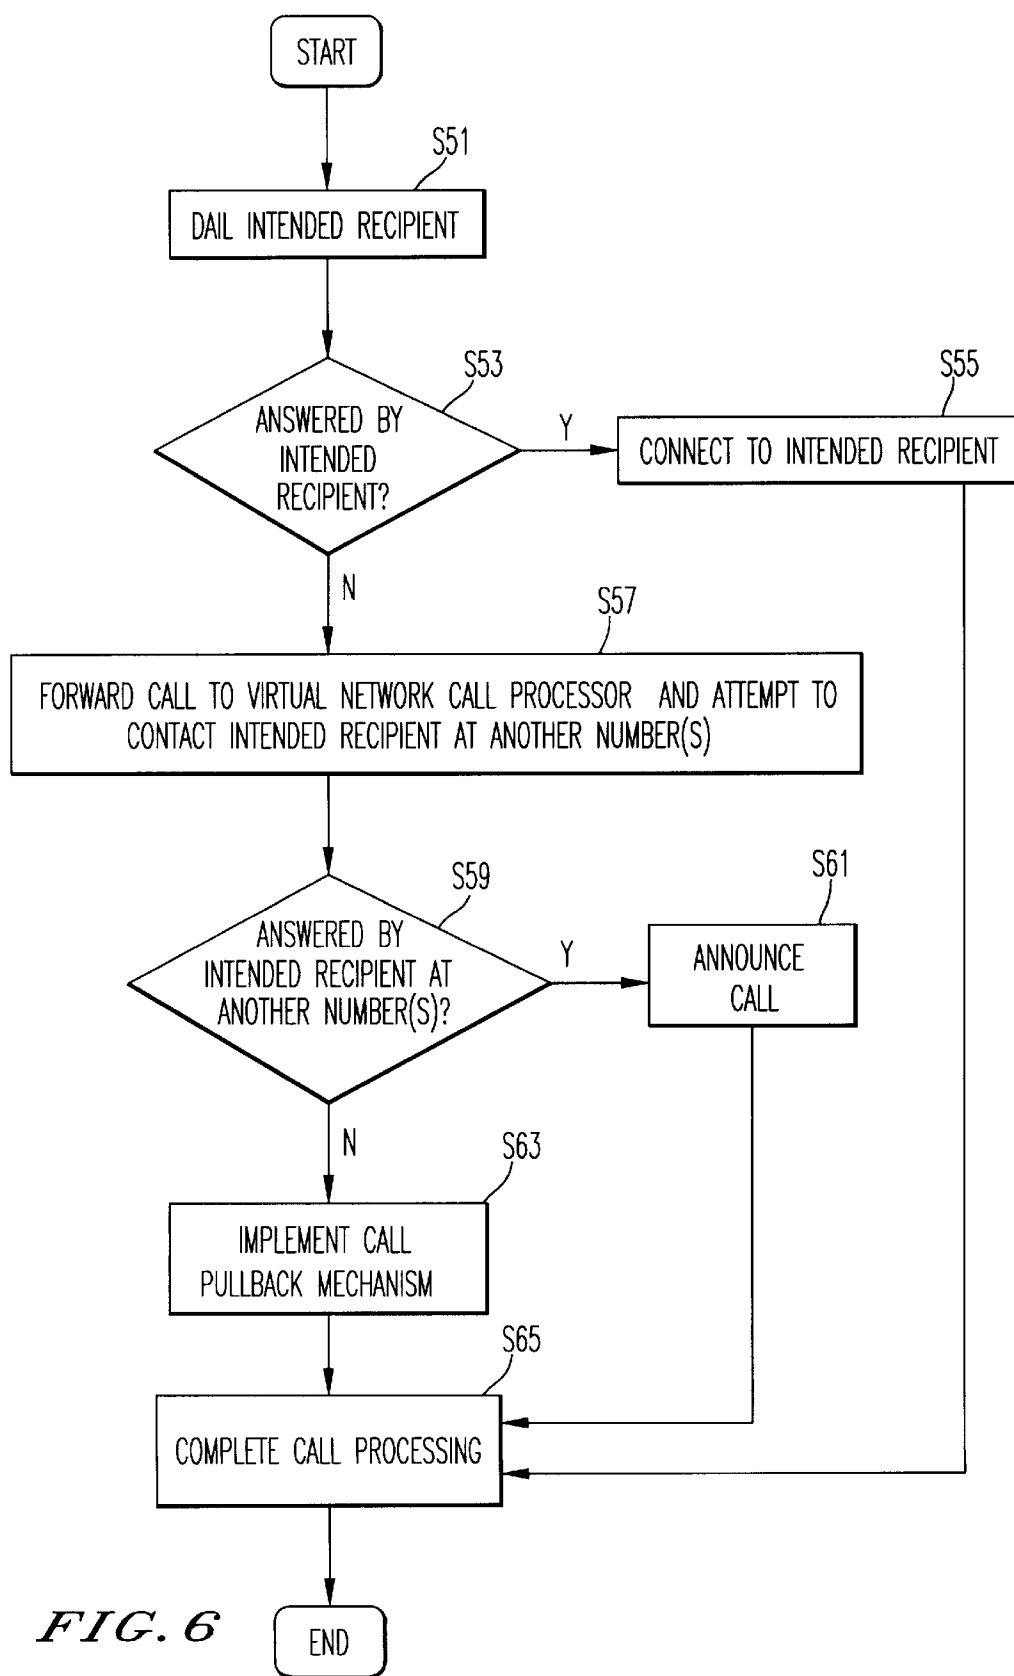 START
S51
DAIL INTENDED RECIPIENT
S53
ANSWERED BY
INTENDED
RECIPIENT?
Y
S55
CONNECT TO INTENDED RECIPIENT
N
S57
FORWARD CALL TO VIRTUAL NETWORK CALL PROCESSOR AND ATTEMPT TO
CONTACT INTENDED RECIPIENT AT ANOTHER NUMBER(S)
S59
ANSWERED BY
INTENDED RECIPIENT AT
ANOTHER NUMBER(S)?
Y
S61
ANNOUNCE
CALL
N
S63
IMPLEMENT CALL
PULLBACK MECHANISM
S65
COMPLETE CALL PROCESSING
END
FIG. 6